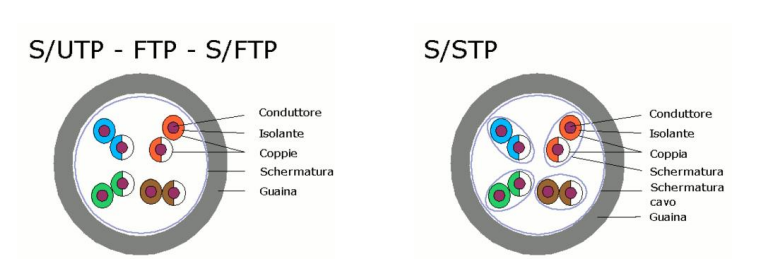 S/UTP - FTP - S/FTP
Conduttore
Isolante
Coppie
Schermatura
Guaina
S/STP
Conduttore
Isolante
Coppia
Schermatura
Schermatura
cavo
Guaina